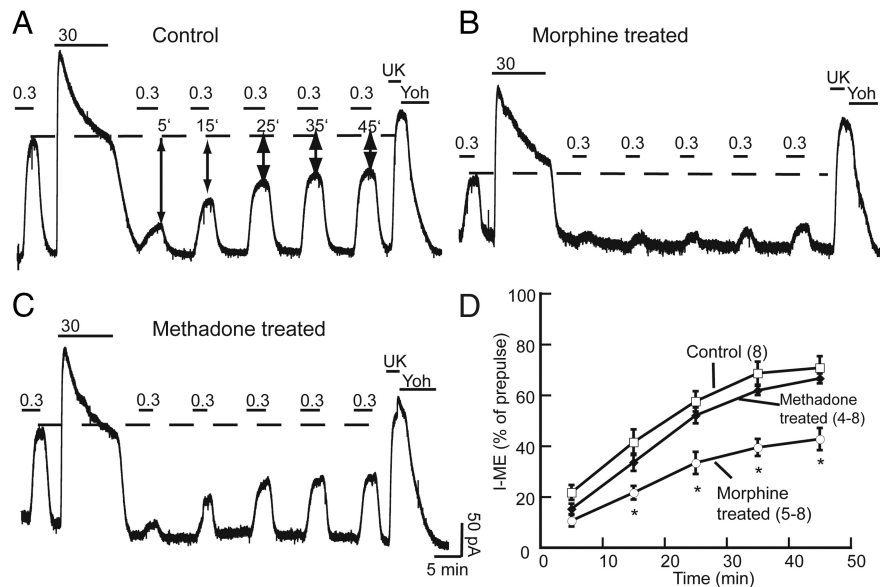 A
Control
30
0.3
0.3 0.3 0.3 0.3 0.3
5‘ 15‘ 25‘ 35‘ 45‘
UK
Yoh
B
Morphine treated
30
0.3
0.3 0.3 0.3 0.3 0.3
UK
Yoh
C
Methadone treated
30
0.3
0.3 0.3 0.3 0.3 0.3
UK
Yoh
50 pA
5 min
D
100
80
60
40
20
0
I-ME (% of prepulse)
Control (8)
Methadone
treated (4-8)
Morphine
treated (5-8)
* * * *
0 10 20 30 40 50
Time (min)